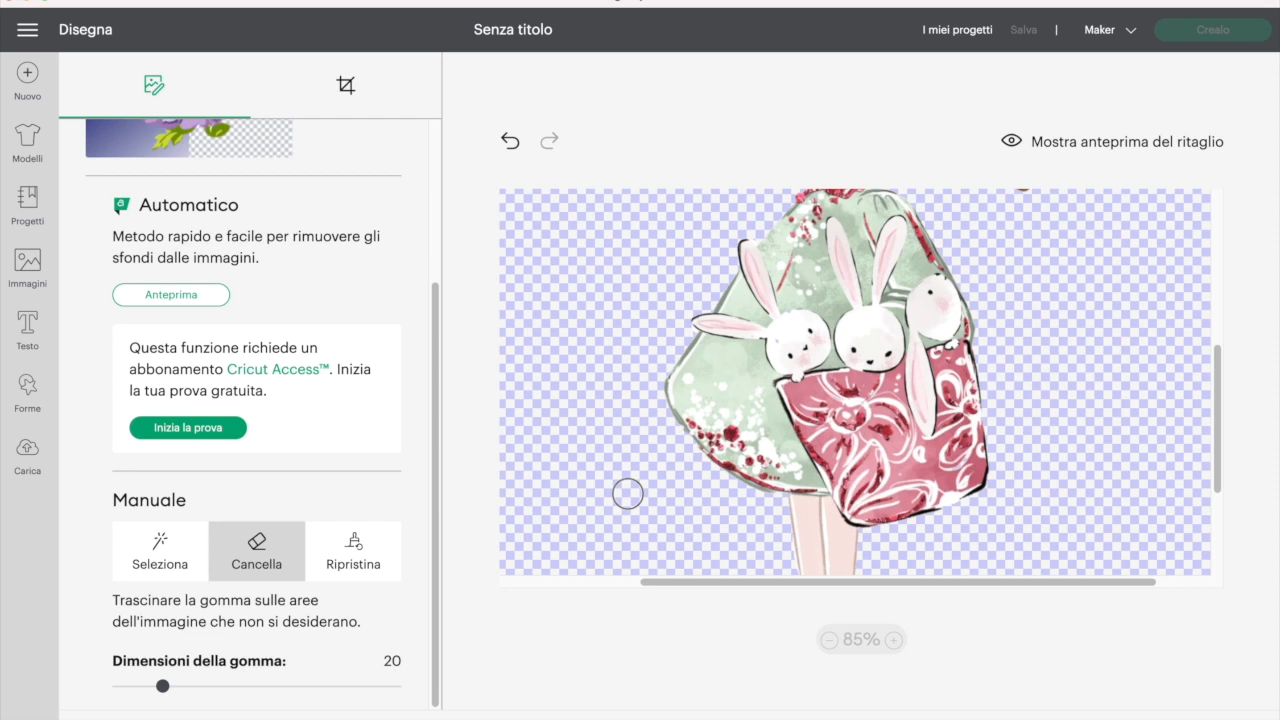 Disegna
Senza titolo
I miei progetti
Salva
|
Maker
Crealo
Nuovo
Modelli
Progetti
Immagini
Testo
Forme
Carica
Automatico
Metodo rapido e facile per rimuovere gli
sfondi dalle immagini.
Anteprima
Questa funzione richiede un
abbonamento Cricut Access™. Inizia
la tua prova gratuita.
Inizia la prova
Manuale
Seleziona
Cancella
Ripristina
Trascinare la gomma sulle aree
dell'immagine che non si desiderano.
Dimensioni della gomma: 20
Mostra anteprima del ritaglio
85%